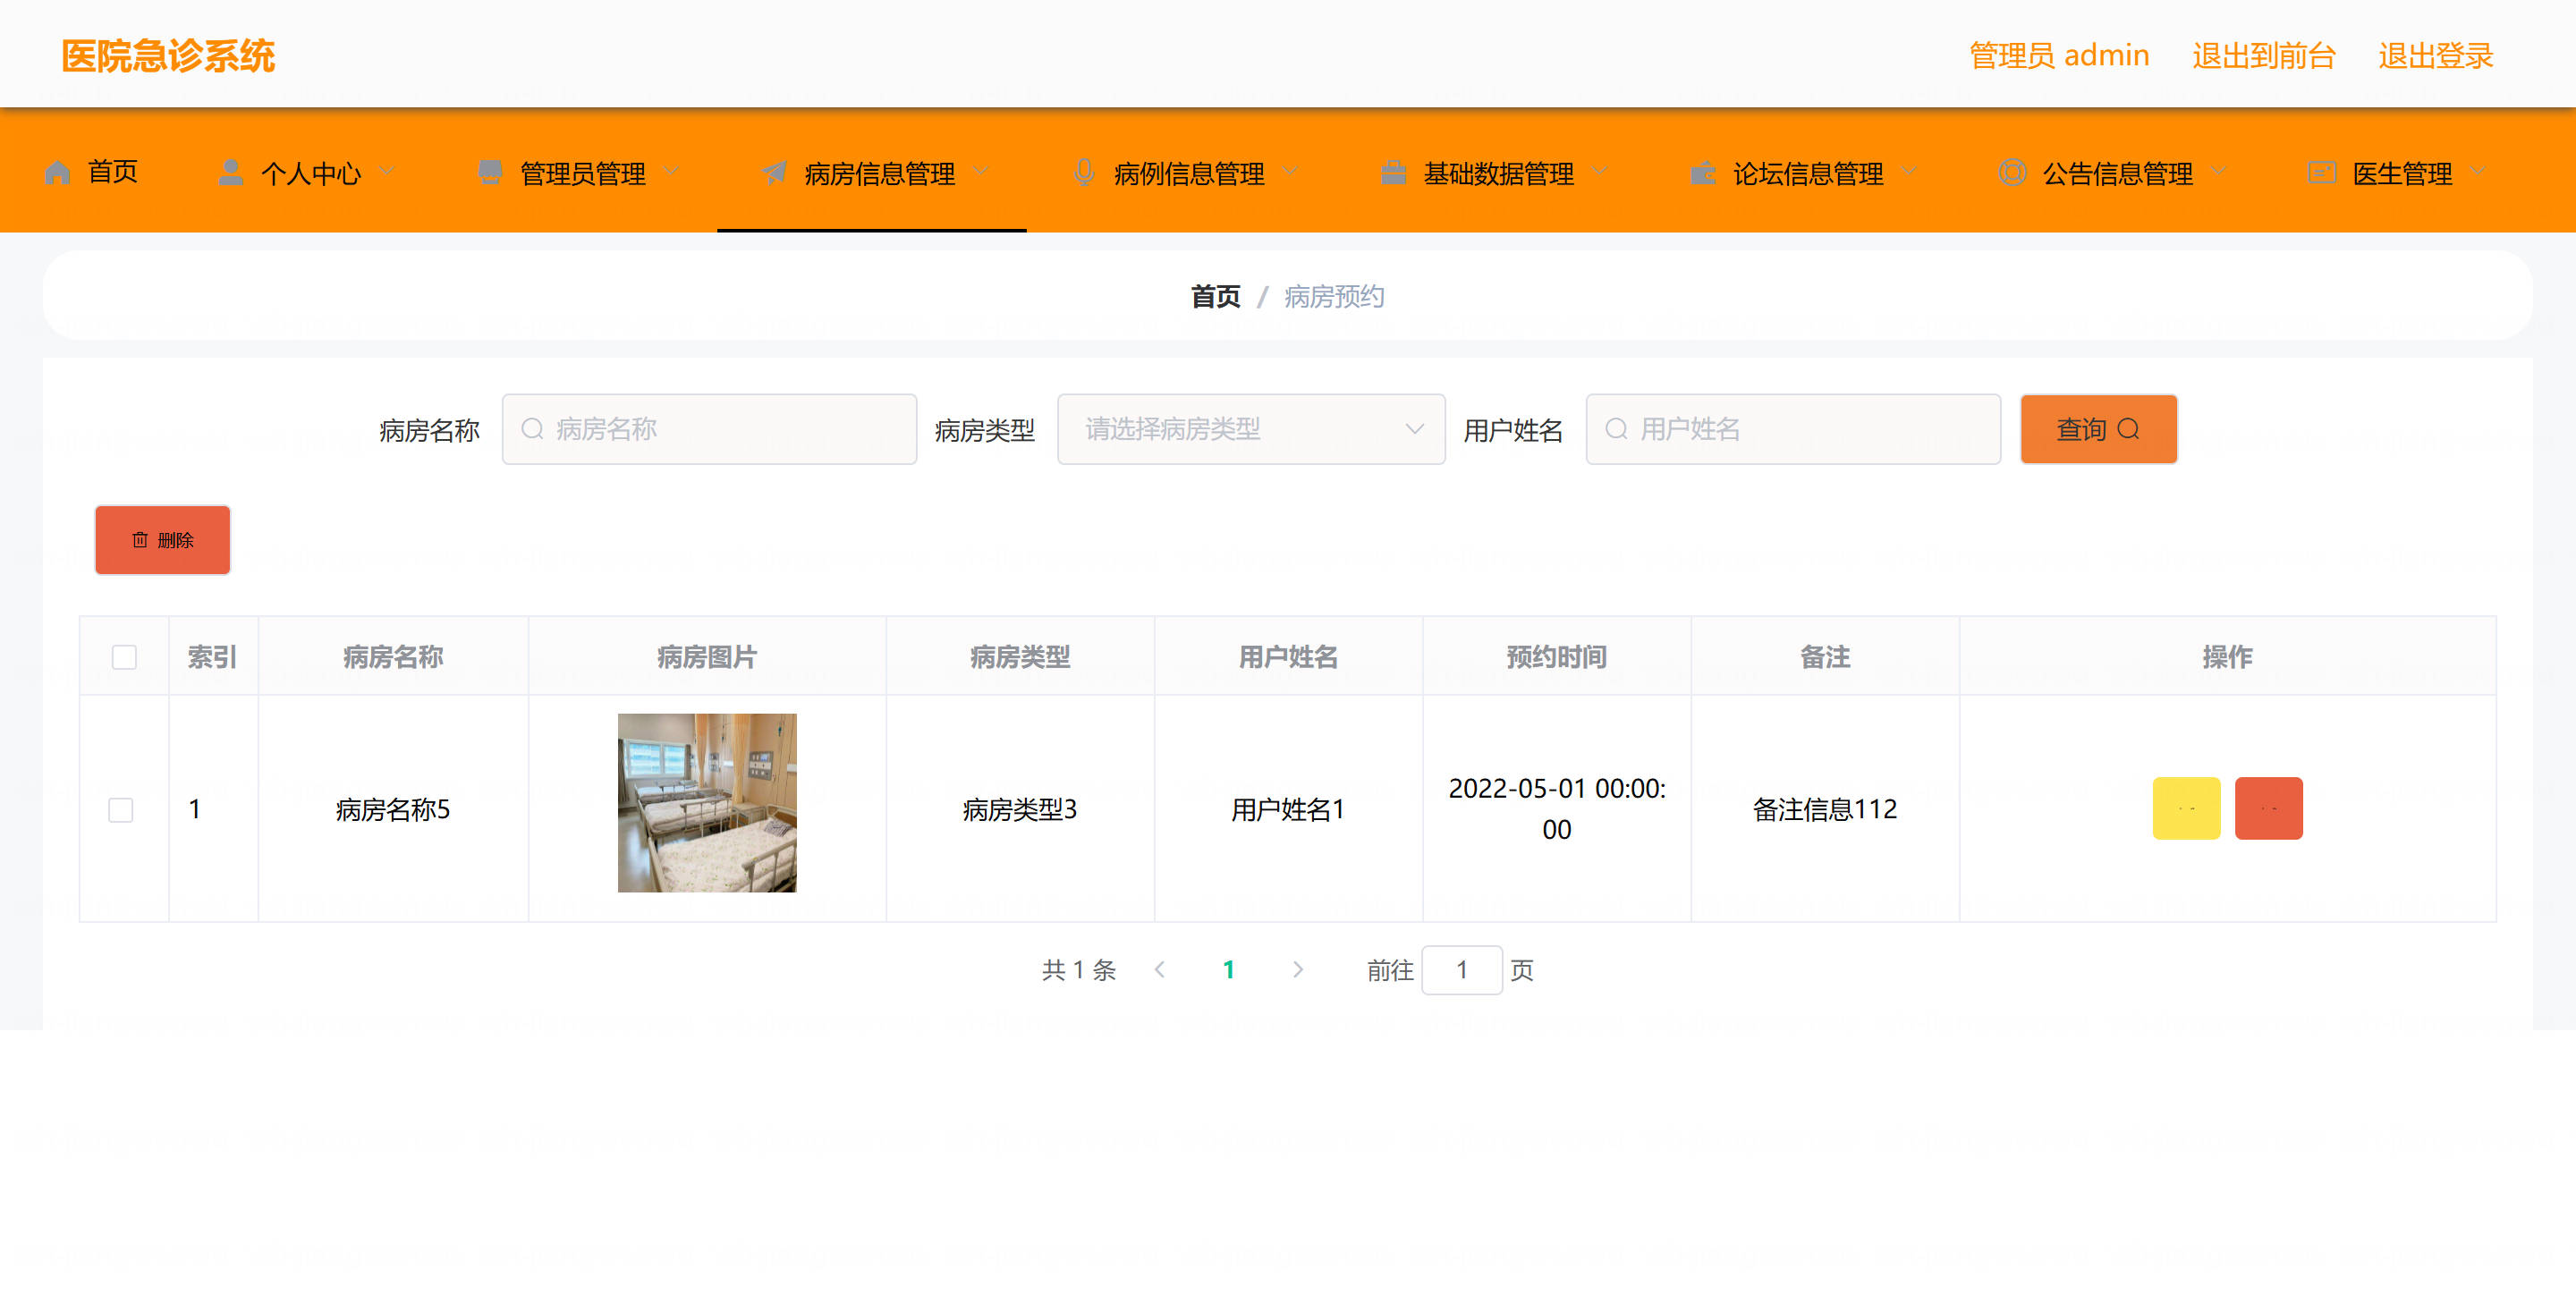 医院急诊系统
管理员 admin 退出到前台 退出登录
首页 个人中心 管理员管理 病房信息管理 病例信息管理 基础数据管理 论坛信息管理 公告信息管理 医生管理
首页 / 病房预约
病房名称 病房名称 病房类型 请选择病房类型 用户姓名 用户姓名 查询
删除
索引 病房名称 病房图片 病房类型 用户姓名 预约时间 备注 操作
1 病房名称5 病房类型3 用户姓名1 2022-05-01 00:00:
00 备注信息112
共 1 条 1 前往 1 页